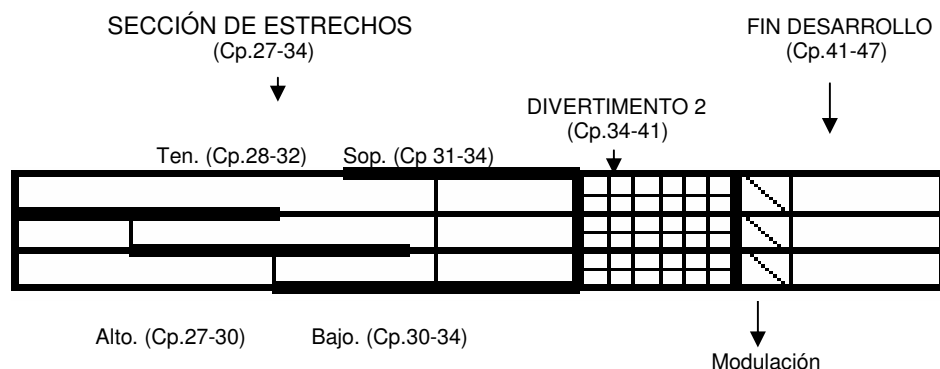 SECCIÓN DE ESTRECHOS
(Cp.27-34)
FIN DESARROLLO
(Cp.41-47)
DIVERTIMENTO 2
(Cp.34-41)
Ten. (Cp.28-32)
Sop. (Cp 31-34)
Alto. (Cp.27-30)
Bajo. (Cp.30-34)
Modulación